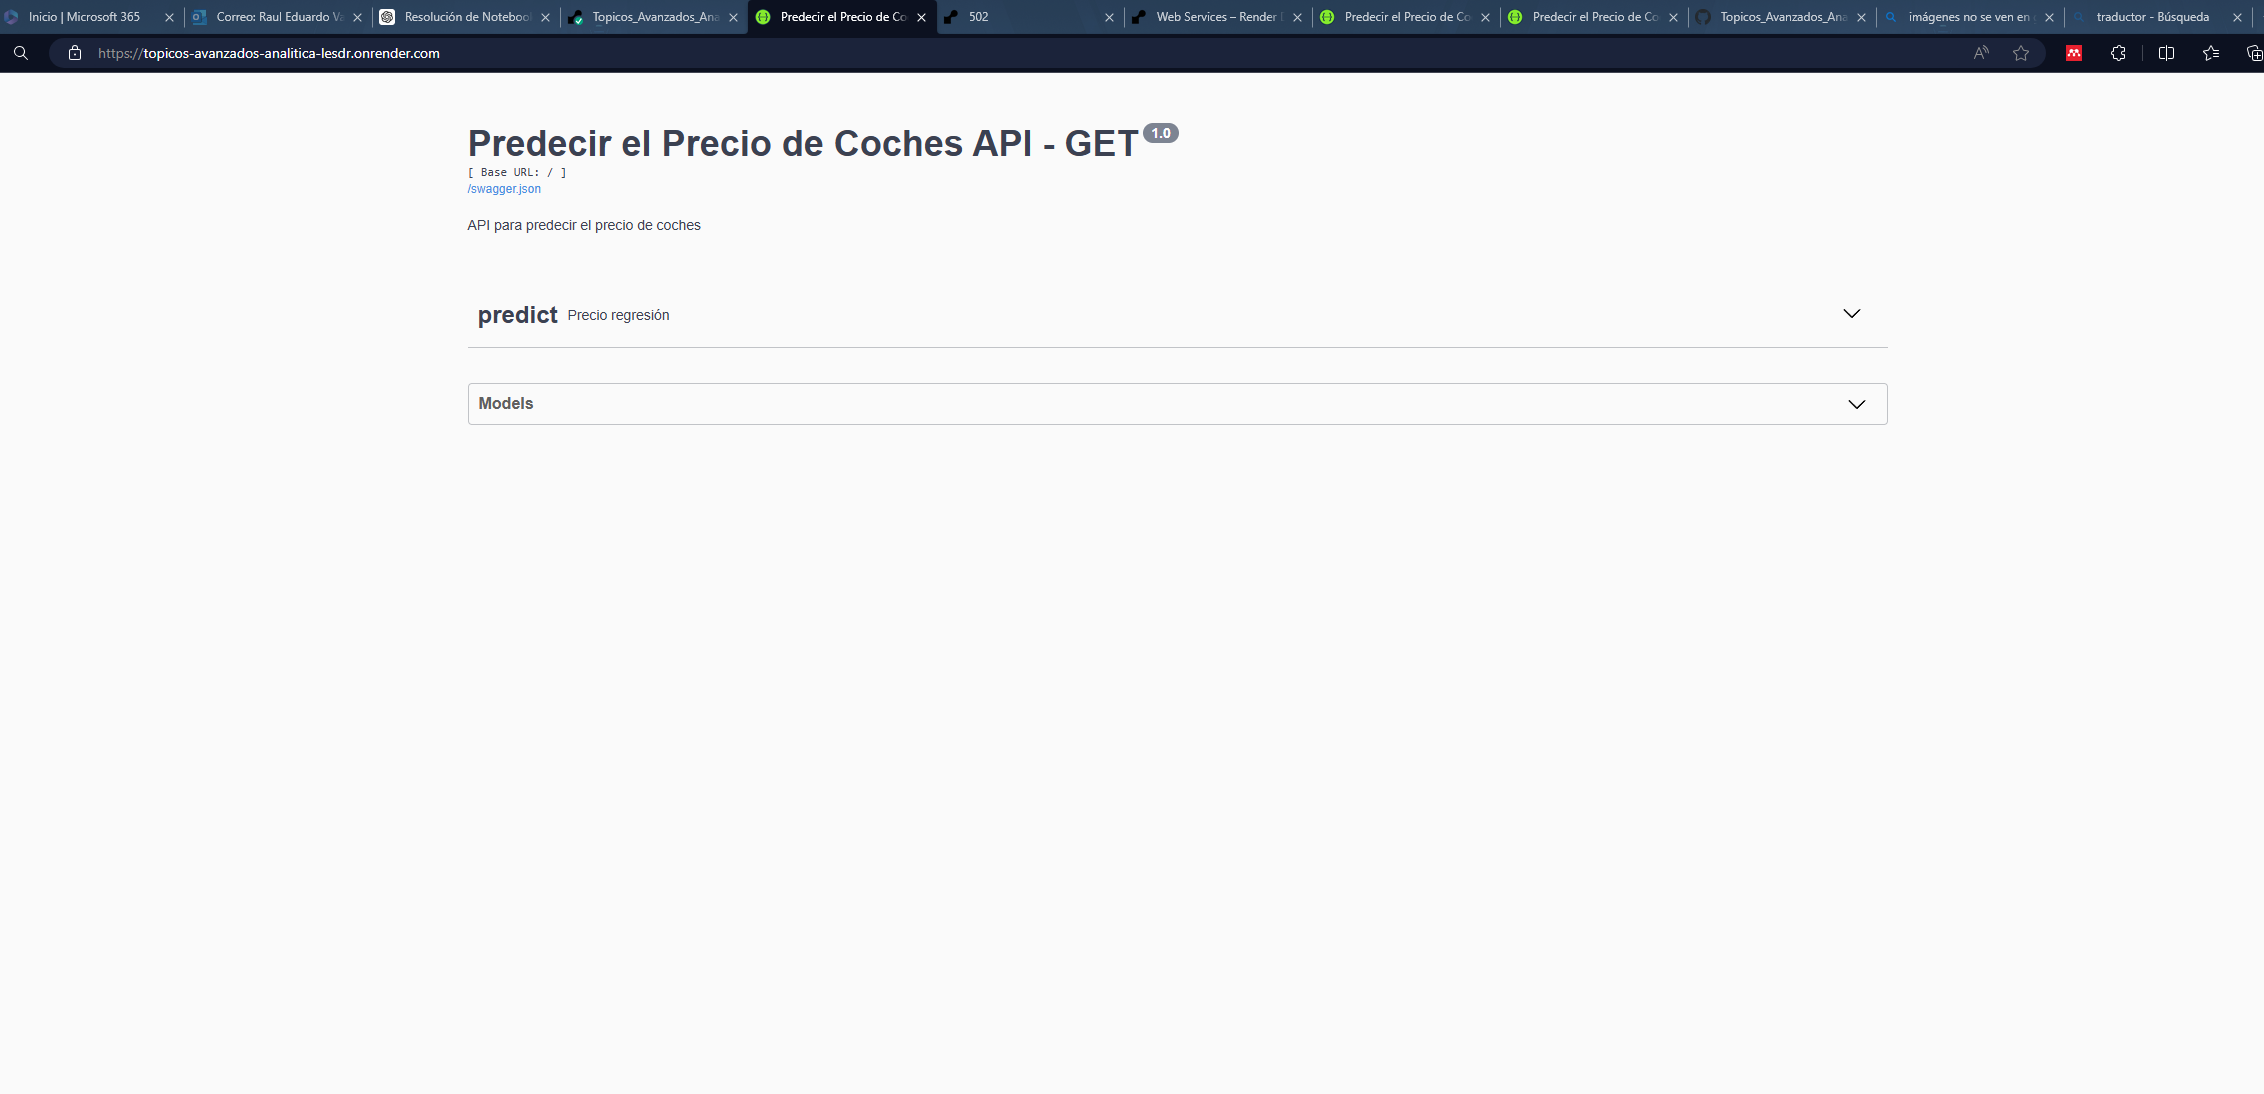 Inicio | Microsoft 365
Correo: Raul Eduardo Va
Resolución de Noteboo
Topicos_Avanzados_Ana
Predecir el Precio de Co
502
Web Services – Render
Predecir el Precio de Co
Predecir el Precio de Co
Topicos_Avanzados_Ana
imágenes no se ven en
traductor - Búsqueda
https://topicos-avanzados-analitica-lesdr.onrender.com
Predecir el Precio de Coches API - GET 1.0
[ Base URL: / ]
/swagger.json
API para predecir el precio de coches
predict Precio regresión
Models